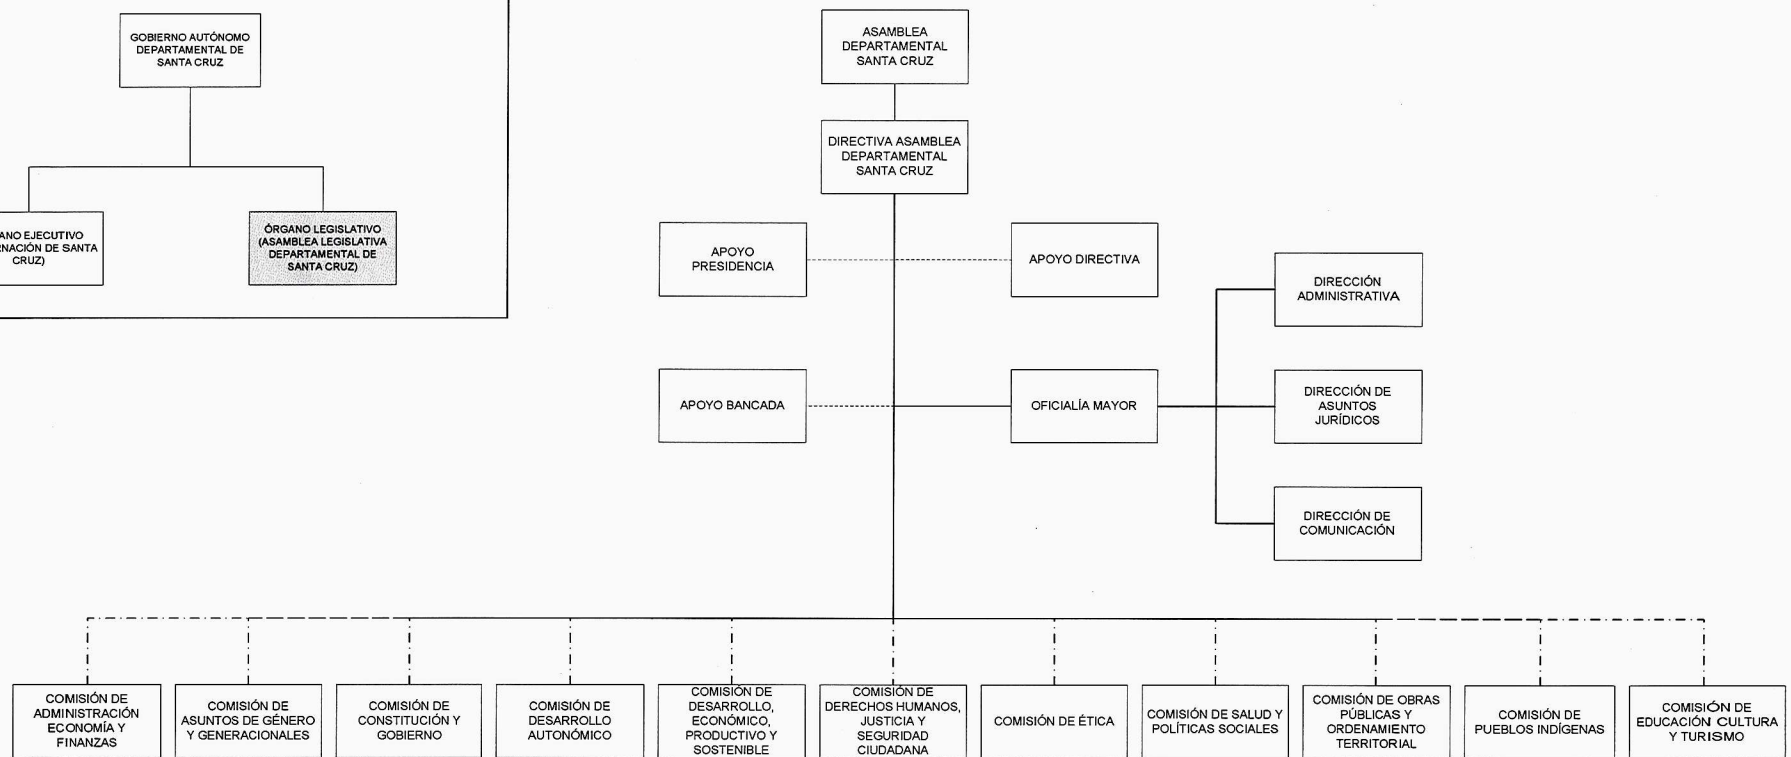 GOBIERNO AUTÓNOMO
DEPARTAMENTAL DE
SANTA CRUZ
EJECUTIVO
DE SANTA
CRUZ)
ÓRGANO LEGISLATIVO
(ASAMBLEA LEGISLATIVA
DEPARTAMENTAL DE
SANTA CRUZ)
ASAMBLEA
DEPARTAMENTAL
SANTA CRUZ
DIRECTIVA ASAMBLEA
DEPARTAMENTAL
SANTA CRUZ
APOYO
PRESIDENCIA
APOYO DIRECTIVA
DIRECCIÓN
ADMINISTRATIVA
APOYO BANCADA
OFICIALÍA MAYOR
DIRECCIÓN DE
ASUNTOS
JURÍDICOS
DIRECCIÓN DE
COMUNICACIÓN
COMISIÓN DE
ADMINISTRACIÓN
ECONOMÍA Y
FINANZAS
COMISIÓN DE
ASUNTOS DE GÉNERO
Y GENERACIONALES
COMISIÓN DE
CONSTITUCIÓN Y
GOBIERNO
COMISIÓN DE
DESARROLLO
AUTONÓMICO
COMISIÓN DE
DESARROLLO,
ECONÓMICO,
PRODUCTIVO Y
SOSTENIBLE
COMISIÓN DE
DERECHOS HUMANOS,
JUSTICIA Y
SEGURIDAD
CIUDADANA
COMISIÓN DE ÉTICA
COMISIÓN DE SALUD Y
POLÍTICAS SOCIALES
COMISIÓN DE OBRAS
PÚBLICAS Y
ORDENAMIENTO
TERRITORIAL
COMISIÓN DE
PUEBLOS INDÍGENAS
COMISIÓN DE
EDUCACIÓN CULTURA
Y TURISMO